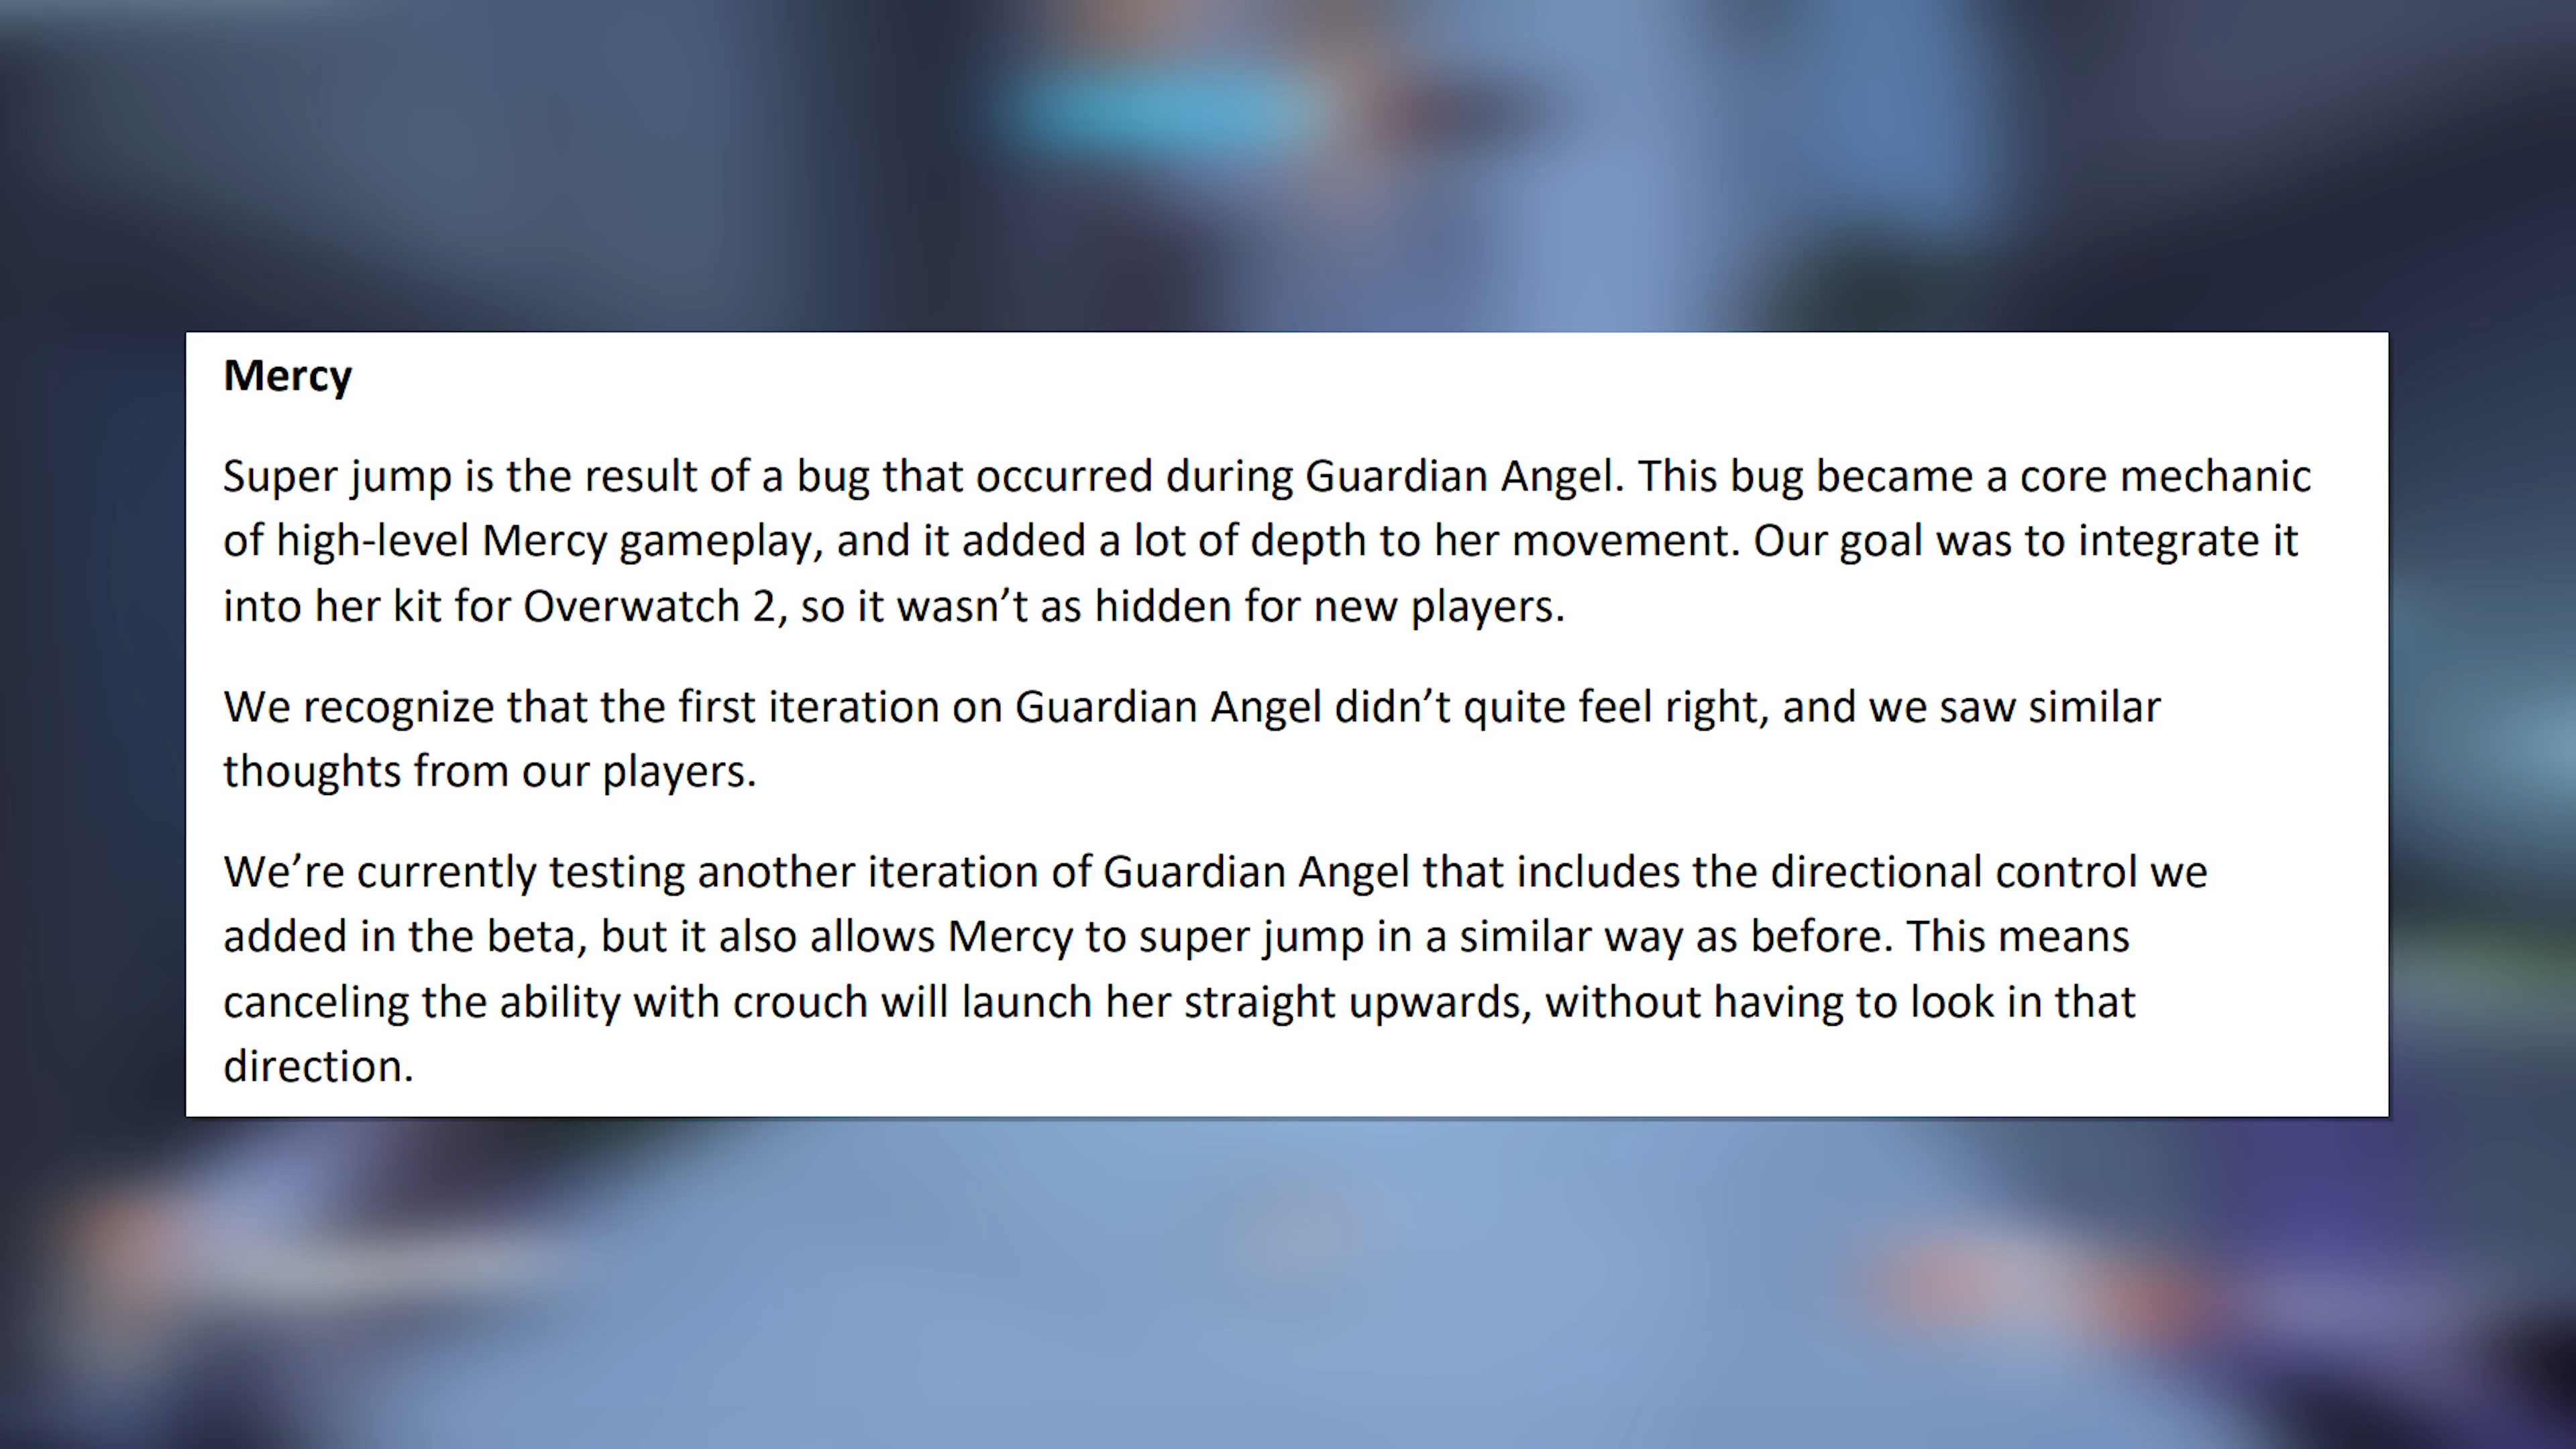 Mercy
Super jump is the result of a bug that occurred during Guardian Angel. This bug became a core mechanic
of high-level Mercy gameplay, and it added a lot of depth to her movement. Our goal was to integrate it
into her kit for Overwatch 2, so it wasn’t as hidden for new players.
We recognize that the first iteration on Guardian Angel didn’t quite feel right, and we saw similar
thoughts from our players.
We’re currently testing another iteration of Guardian Angel that includes the directional control we
added in the beta, but it also allows Mercy to super jump in a similar way as before. This means
canceling the ability with crouch will launch her straight upwards, without having to look in that
direction.